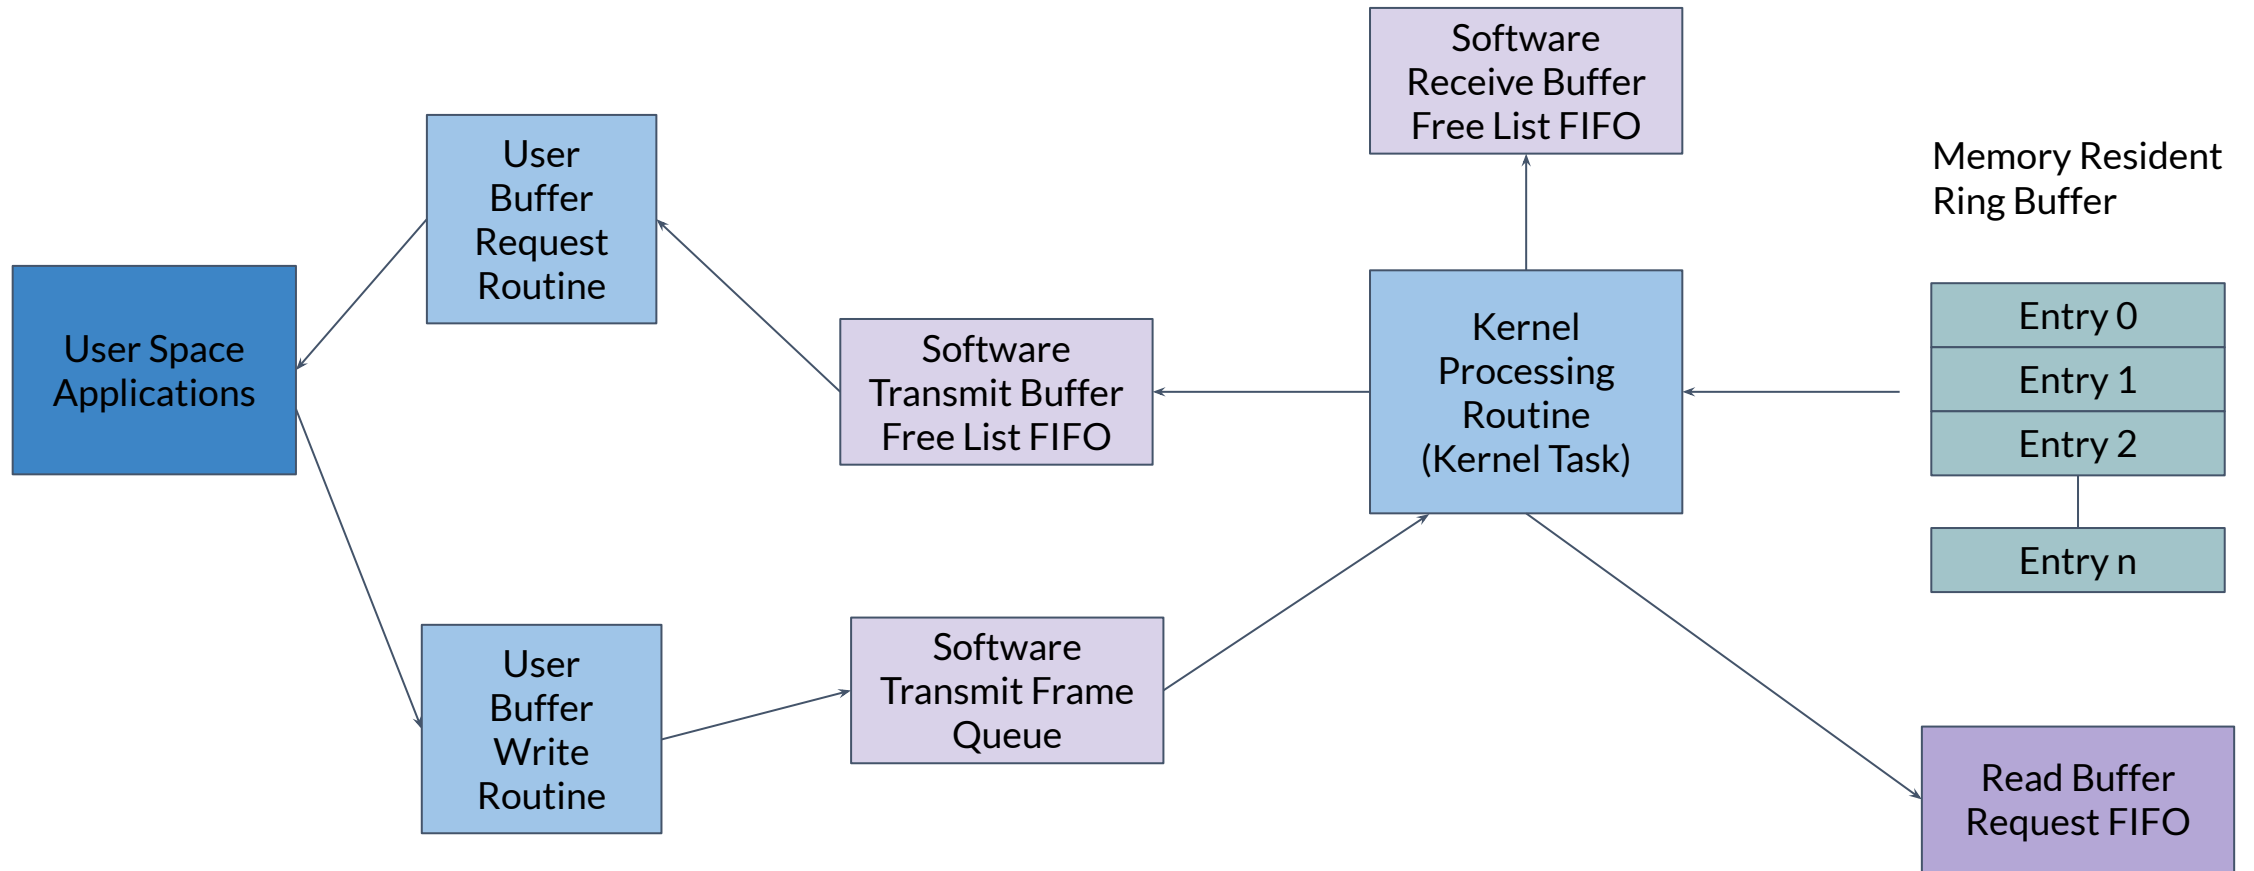 Software
Receive Buffer
Free List FIFO
User
Buffer
Request
Routine
Memory Resident
Ring Buffer
User Space
Applications
Software
Transmit Buffer
Free List FIFO
Kernel
Processing
Routine
(Kernel Task)
Entry 0
Entry 1
Entry 2
Entry n
User
Buffer
Write
Routine
Software
Transmit Frame
Queue
Read Buffer
Request FIFO